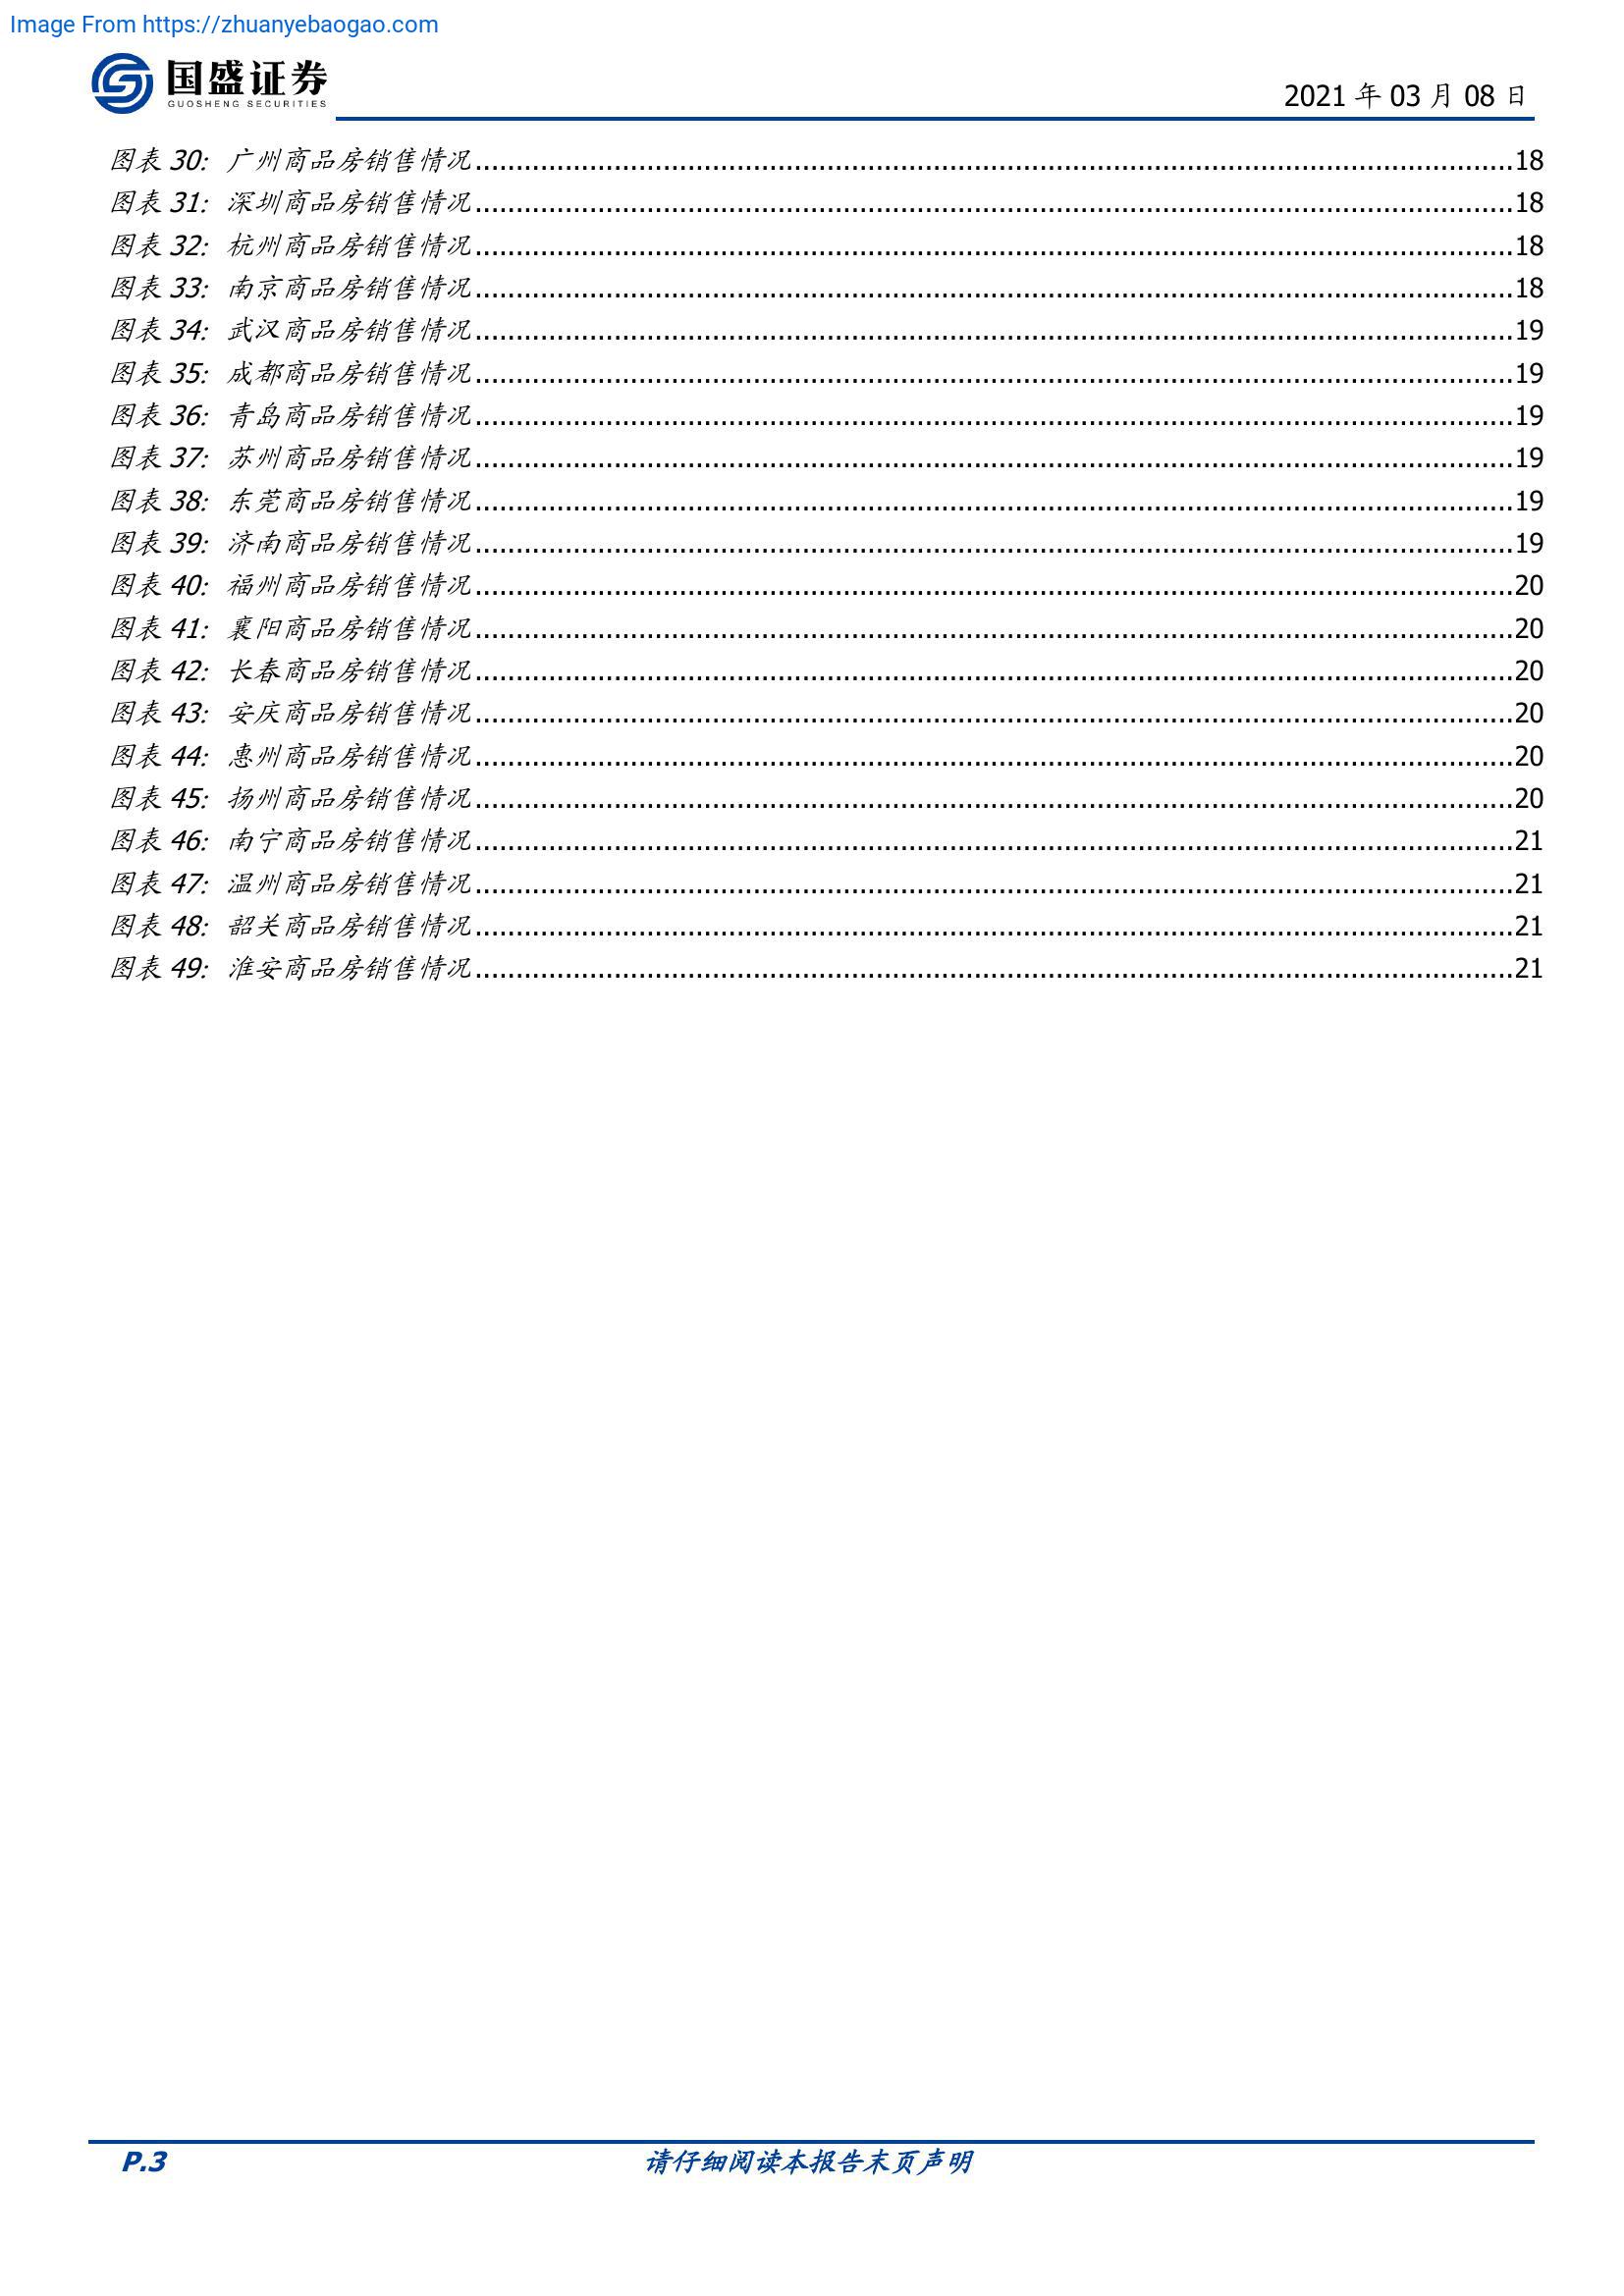 Image From https://zhuanyebaogao.com
国盛证券
GUOSHENG SECURITIES
2021 年 03 月 08 日
图表 30: 广州商品房销售情况......18
图表 31: 深圳商品房销售情况......18
图表 32: 杭州商品房销售情况......18
图表 33: 南京商品房销售情况......18
图表 34: 武汉商品房销售情况......19
图表 35: 成都商品房销售情况......19
图表 36: 青岛商品房销售情况......19
图表 37: 苏州商品房销售情况......19
图表 38: 东莞商品房销售情况......19
图表 39: 济南商品房销售情况......19
图表 40: 福州商品房销售情况......20
图表 41: 襄阳商品房销售情况......20
图表 42: 长春商品房销售情况......20
图表 43: 安庆商品房销售情况......20
图表 44: 惠州商品房销售情况......20
图表 45: 扬州商品房销售情况......20
图表 46: 南宁商品房销售情况......21
图表 47: 温州商品房销售情况......21
图表 48: 韶关商品房销售情况......21
图表 49: 淮安商品房销售情况......21
P.3
请仔细阅读本报告末页声明